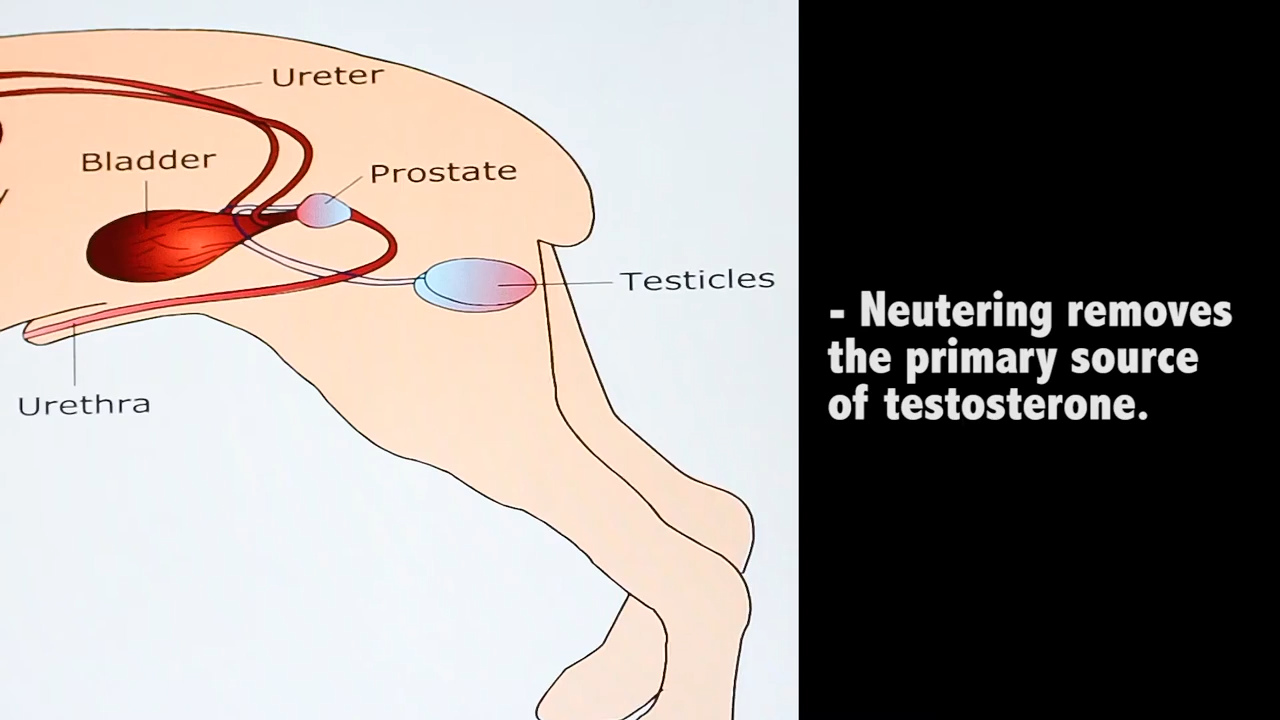 Ureter
Bladder
Prostate
Testicles
Urethra
- Neutering removes
the primary source
of testosterone.